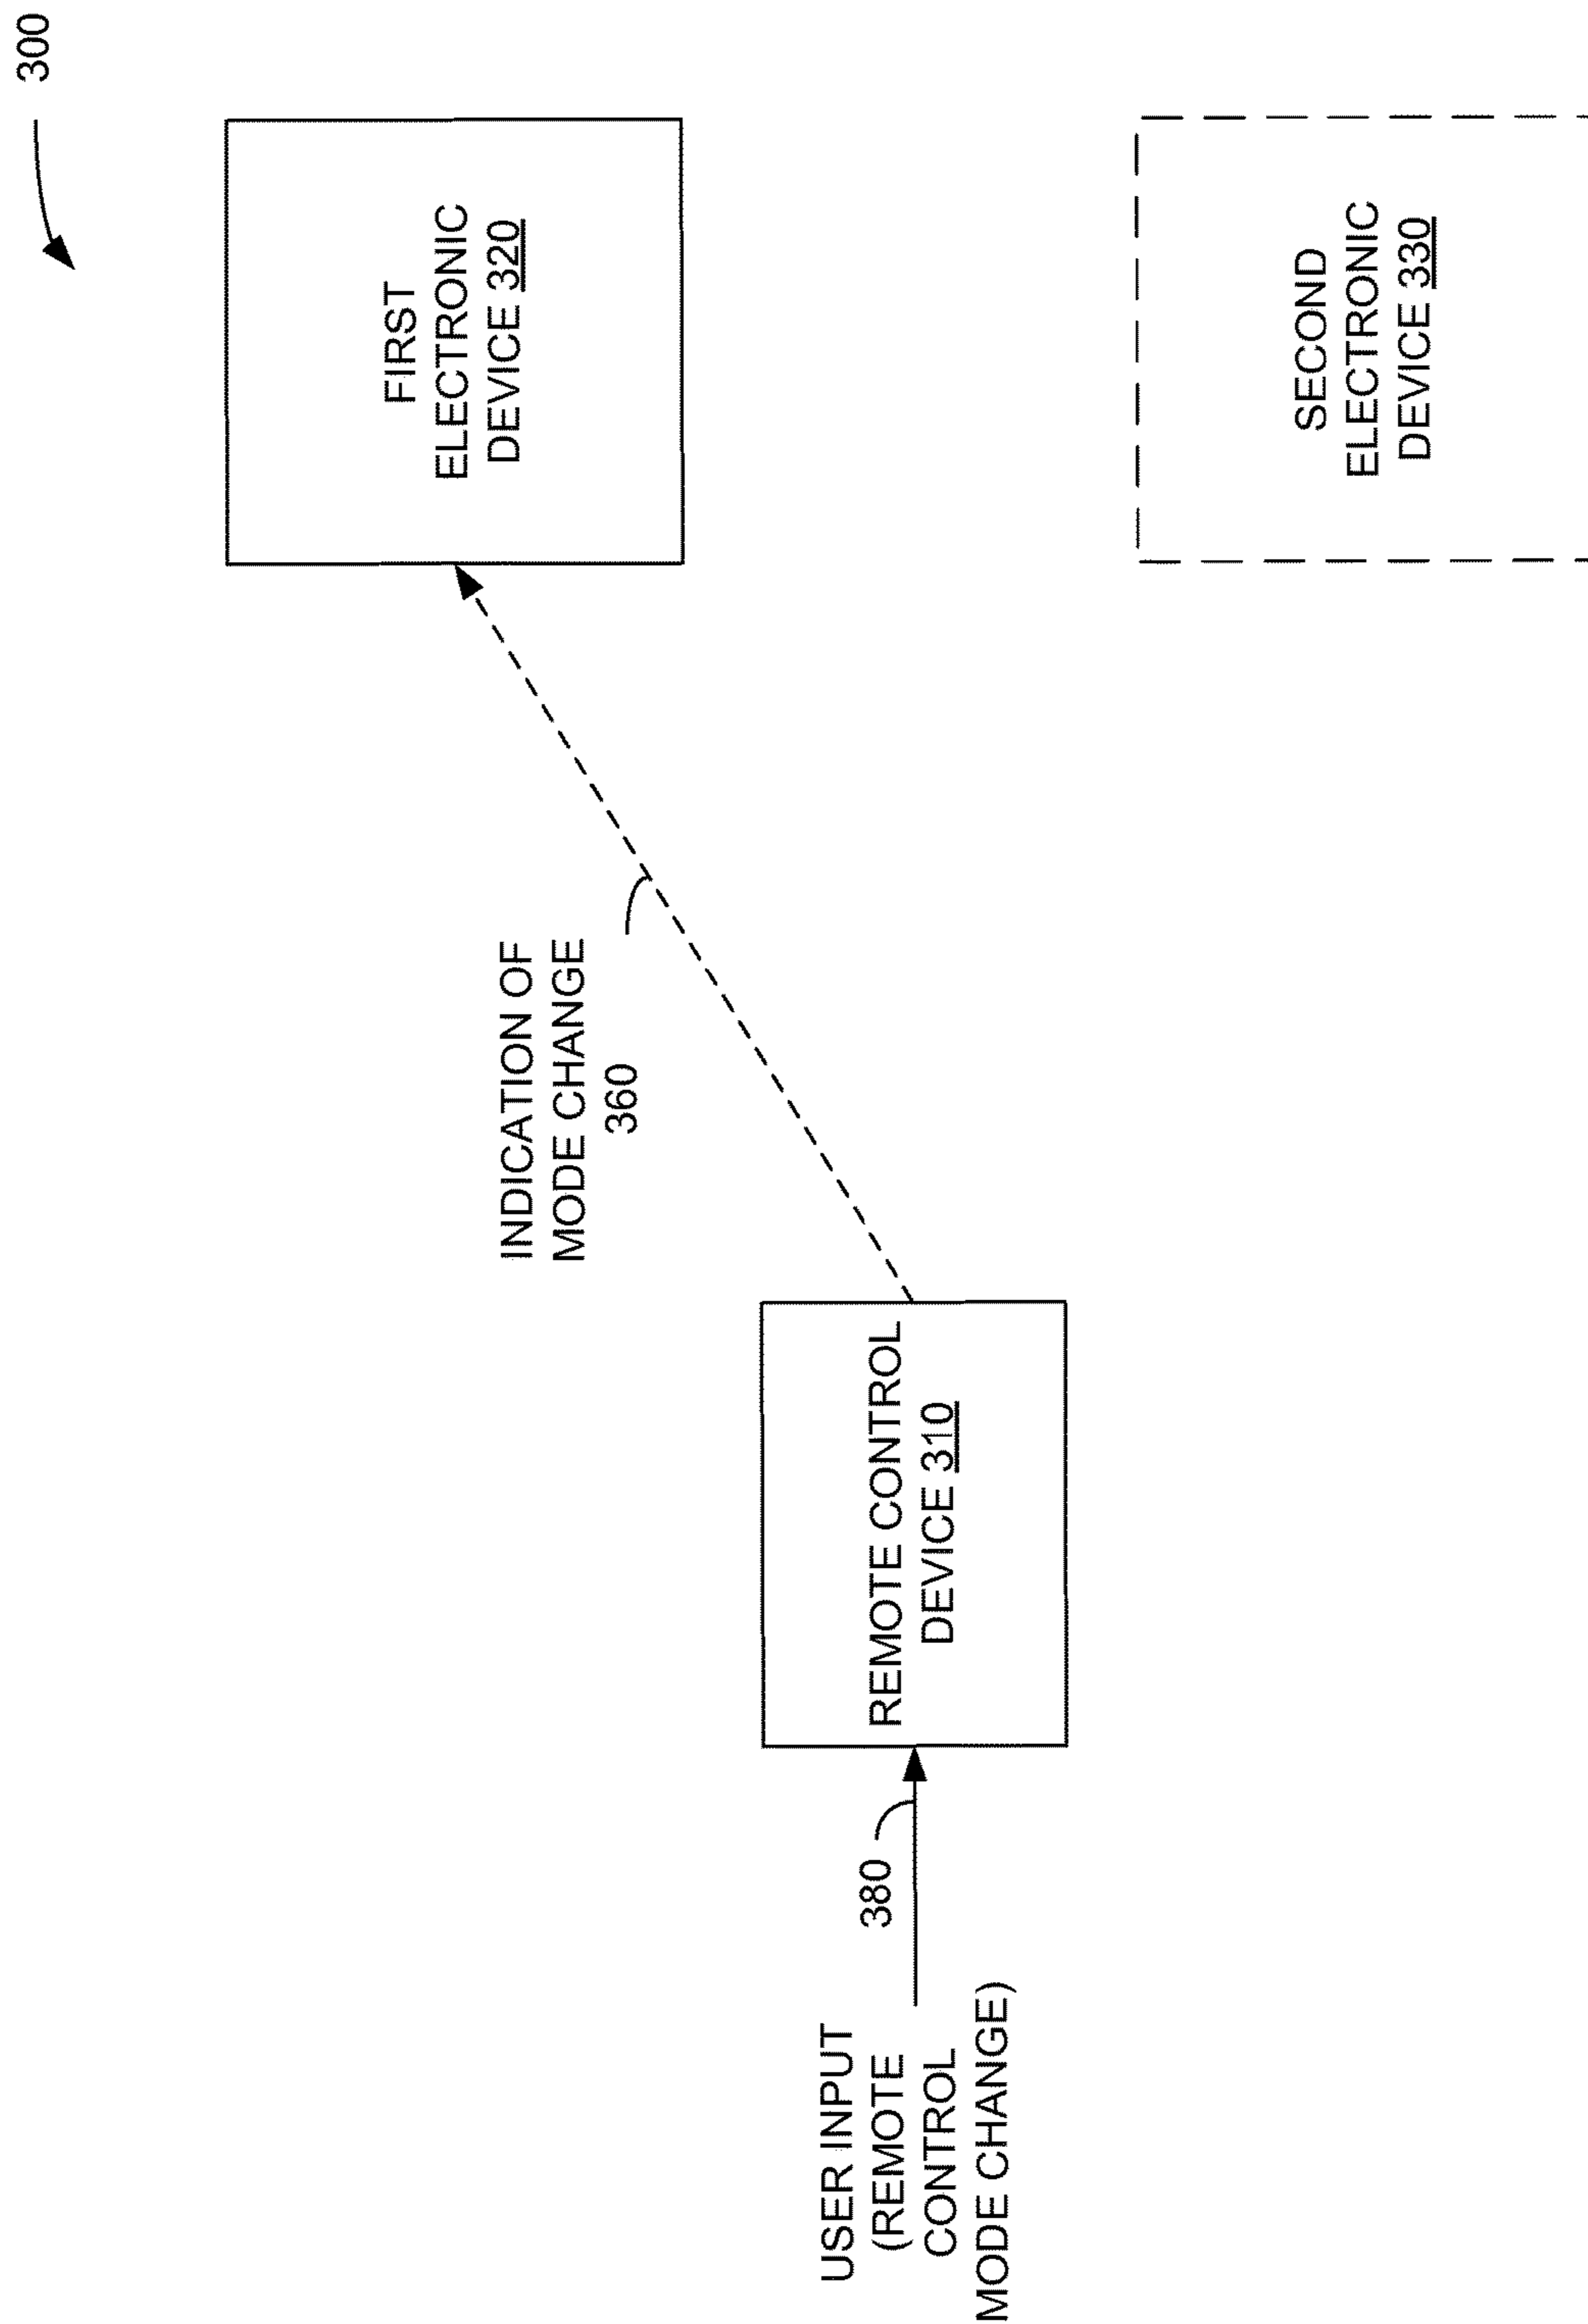 300
FIRST
ELECTRONIC
DEVICE 320
INDICATION OF
MODE CHANGE
360
REMOTE CONTROL
DEVICE 310
380
USER INPUT
(REMOTE
CONTROL
MODE CHANGE)
SECOND
ELECTRONIC
DEVICE 330